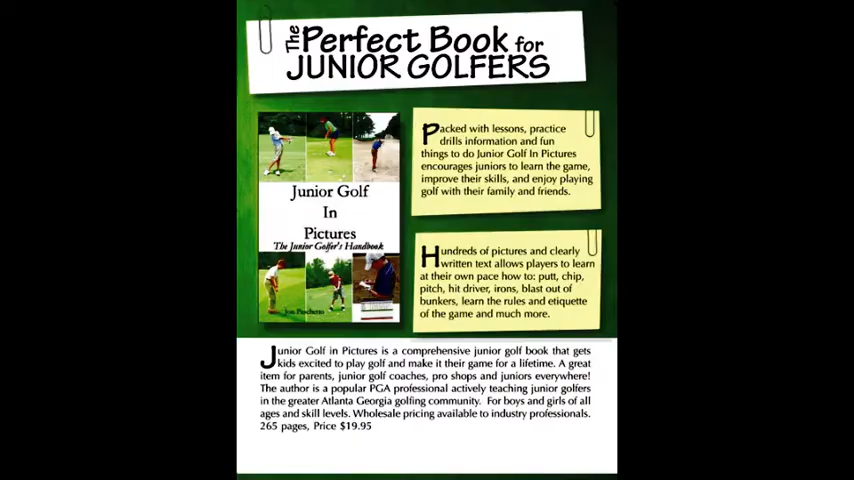 The Perfect Book for
JUNIOR GOLFERS
Junior Golf
In
Pictures
The Junior Golfer's Handbook
Packed with lessons, practice
drills information and fun
things to do Junior Golf In Pictures
encourages juniors to learn the game,
improve their skills, and enjoy playing
golf with their family and friends.
Hundreds of pictures and clearly
written text allows players to learn
at their own pace how to: putt, chip,
pitch, hit driver, irons, blast out of
bunkers, learn the rules and etiquette
of the game and much more.
Junior Golf in Pictures is a comprehensive junior golf book that gets
kids excited to play golf and make it their game for a lifetime. A great
item for parents, junior golf coaches, pro shops and juniors everywhere!
The author is a popular PGA professional actively teaching junior golfers
in the greater Atlanta Georgia golfing community. For boys and girls of all
ages and skill levels. Wholesale pricing available to industry professionals.
265 pages, Price $19.95